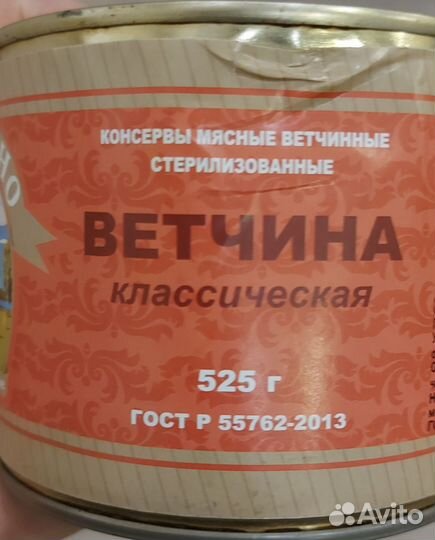 КОНСЕРВЫ МЯСНЫЕ ВЕТЧИННЫЕ
СТЕРИЛИЗОВАННЫЕ
ВЕТЧИНА
классическая
525 г
ГОСТ Р 55762-2013
Avito